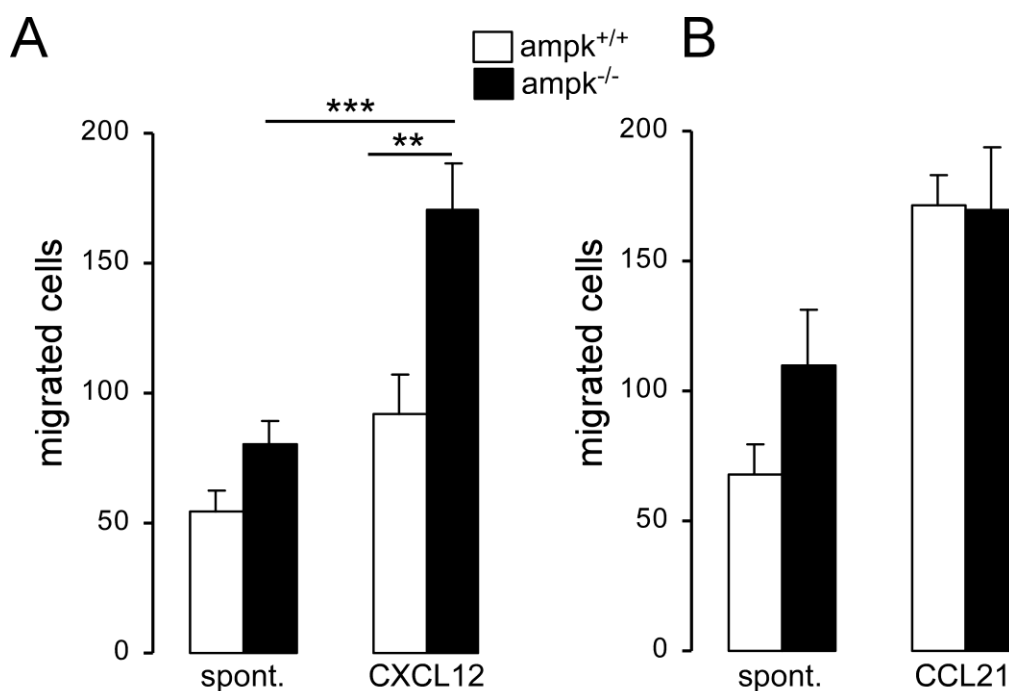 A
ampk+/+
ampk-/-
B
***
**
migrated cells
200
150
100
50
0
spont.
CXCL12
migrated cells
200
150
100
50
0
spont.
CCL21